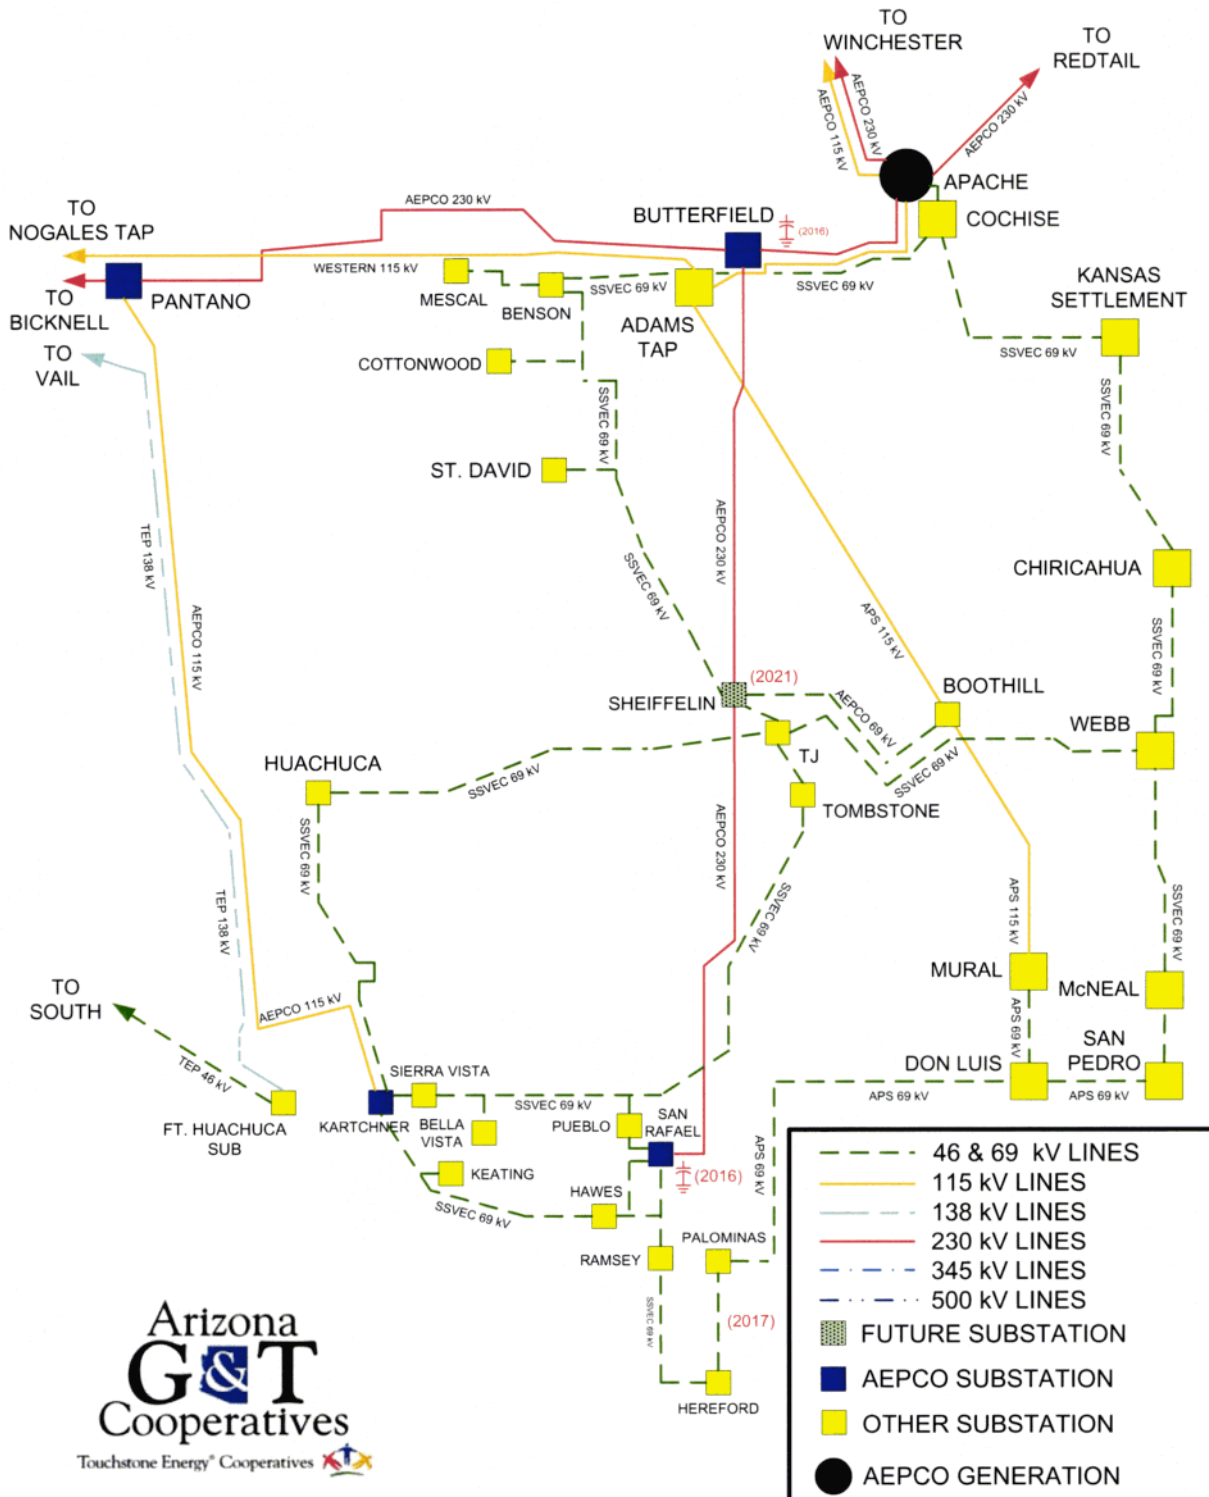 TO
WINCHESTER
TO
REDTAIL
AEPCO 115 kV
AEPCO 230 kV
AEPCO 230 kV
APACHE
COCHISE
TO
NOGALES TAP
AEPCO 230 kV
BUTTERFIELD
(2016)
WESTERN 115 kV
PANTANO
TO
BICKNELL
TO
VAIL
MESCAL
BENSON
SSVEC 69 kV
SSVEC 69 kV
ADAMS
TAP
KANSAS
SETTLEMENT
SSVEC 69 kV
COTTONWOOD
SSVEC 69 kV
SSVEC 69 kV
ST. DAVID
TEP 138 kV
AEPCO 115 kV
SSVEC 69 kV
AEPCO 230 kV
CHIRICAHUA
APS 115 kV
SSVEC 69 kV
(2021)
SHEIFFELIN
BOOTHILL
AEPCO 69 kV
WEBB
TJ
HUACHUCA
SSVEC 69 kV
SSVEC 69 kV
TOMBSTONE
SSVEC 69 kV
AEPCO 230 kV
SSVEC 69 kV
TEP 138 kV
APS 115 kV
SSVEC 69 kV
MURAL
McNEAL
TO
SOUTH
AEPCO 115 kV
APS 69 kV
SAN
PEDRO
DON LUIS
TEP 46 kV
SIERRA VISTA
SSVEC 69 kV
APS 69 kV
APS 69 kV
FT. HUACHUCA
SUB
KARTCHNER
BELLA
VISTA
PUEBLO
SAN
RAFAEL
APS 69 kV
KEATING
(2016)
HAWES
SSVEC 69 kV
RAMSEY
PALOMINAS
SSVEC 69 kV
(2017)
HEREFORD
46 & 69 kV LINES
115 kV LINES
138 kV LINES
230 kV LINES
345 kV LINES
500 kV LINES
FUTURE SUBSTATION
AEPCO SUBSTATION
OTHER SUBSTATION
AEPCO GENERATION
Arizona
G&T
Cooperatives
Touchstone Energy® Cooperatives